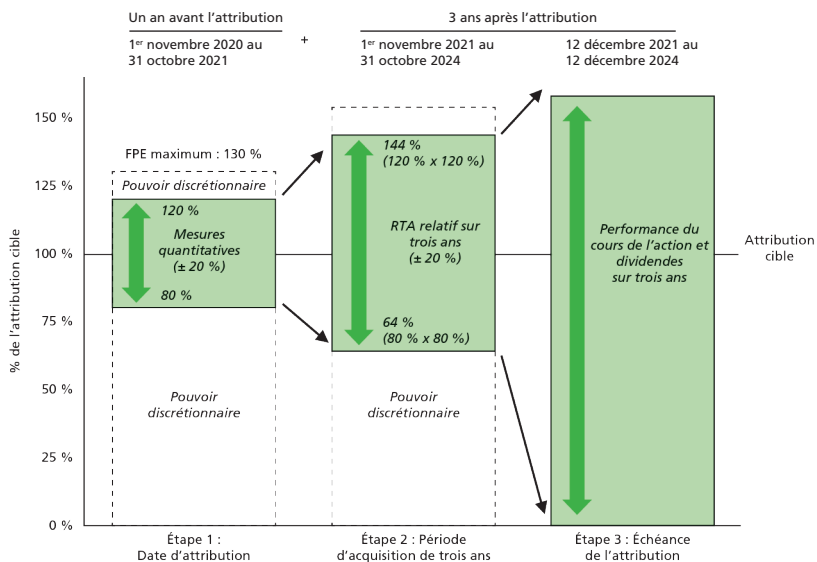 Un an avant l’attribution
3 ans après l’attribution
1er novembre 2020 au
31 octobre 2021
+
1er novembre 2021 au
31 octobre 2024
12 décembre 2021 au
12 décembre 2024
% de l’attribution cible
150 %
125 %
100 %
75 %
50 %
25 %
0 %
FPE maximum : 130 %
Pouvoir discrétionnaire
120 %
Mesures
quantitatives
(± 20 %)
80 %
Pouvoir
discrétionnaire
144 %
(120 % x 120 %)
RTA relatif sur
trois ans
(± 20 %)
64 %
(80 % x 80 %)
Pouvoir
discrétionnaire
Performance du
cours de l’action et
dividendes
sur trois ans
Attribution
cible
Étape 1 :
Date d’attribution
Étape 2 : Période
d’acquisition de trois ans
Étape 3 : Échéance
de l’attribution